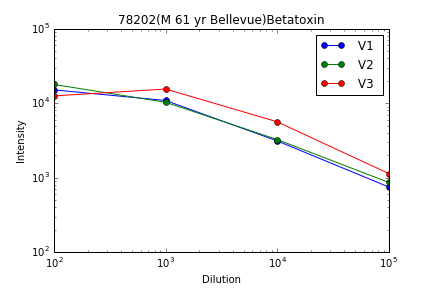 78202(M 61 yr Bellevue)Betatoxin
10^5
10^4
10^3
10^2
Intensity
V1
V2
V3
10^2 10^3 10^4 10^5
Dilution